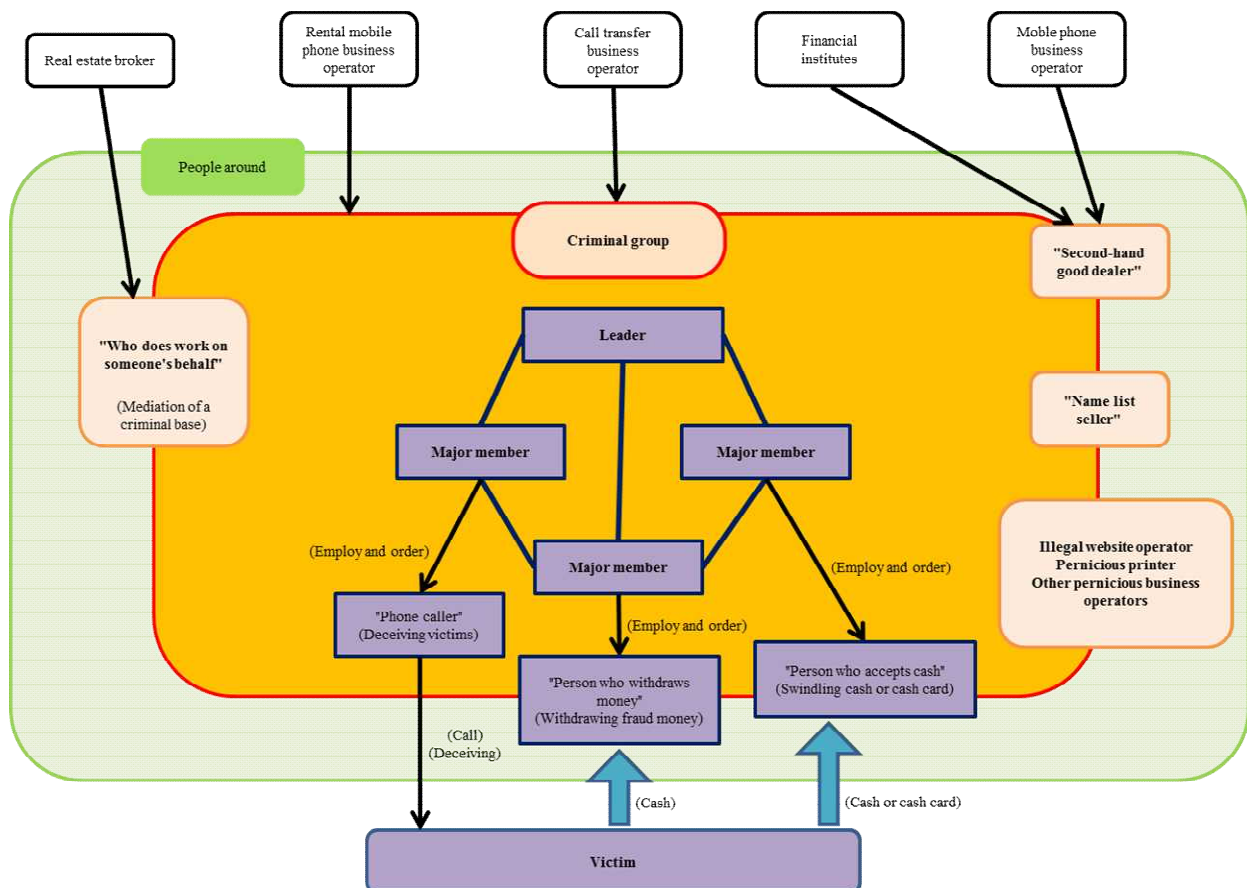 Real estate broker
Rental mobile
phone business
operator
Call transfer
business
operator
Financial
institutes
Moble phone
business
operator
People around
Criminal group
"Second-hand
good dealer"
"Who does work on
someone's behalf"
(Mediation of a
criminal base)
Leader
"Name list
seller"
Major member
Major member
Illegal website operator
Pernicious printer
Other pernicious business
operators
(Employ and order)
Major member
(Employ and order)
"Phone caller"
(Deceiving victims)
(Employ and order)
"Person who withdraws
money"
(Withdrawing fraud money)
"Person who accepts cash"
(Swindling cash or cash card)
(Call)
(Deceiving)
(Cash)
(Cash or cash card)
Victim